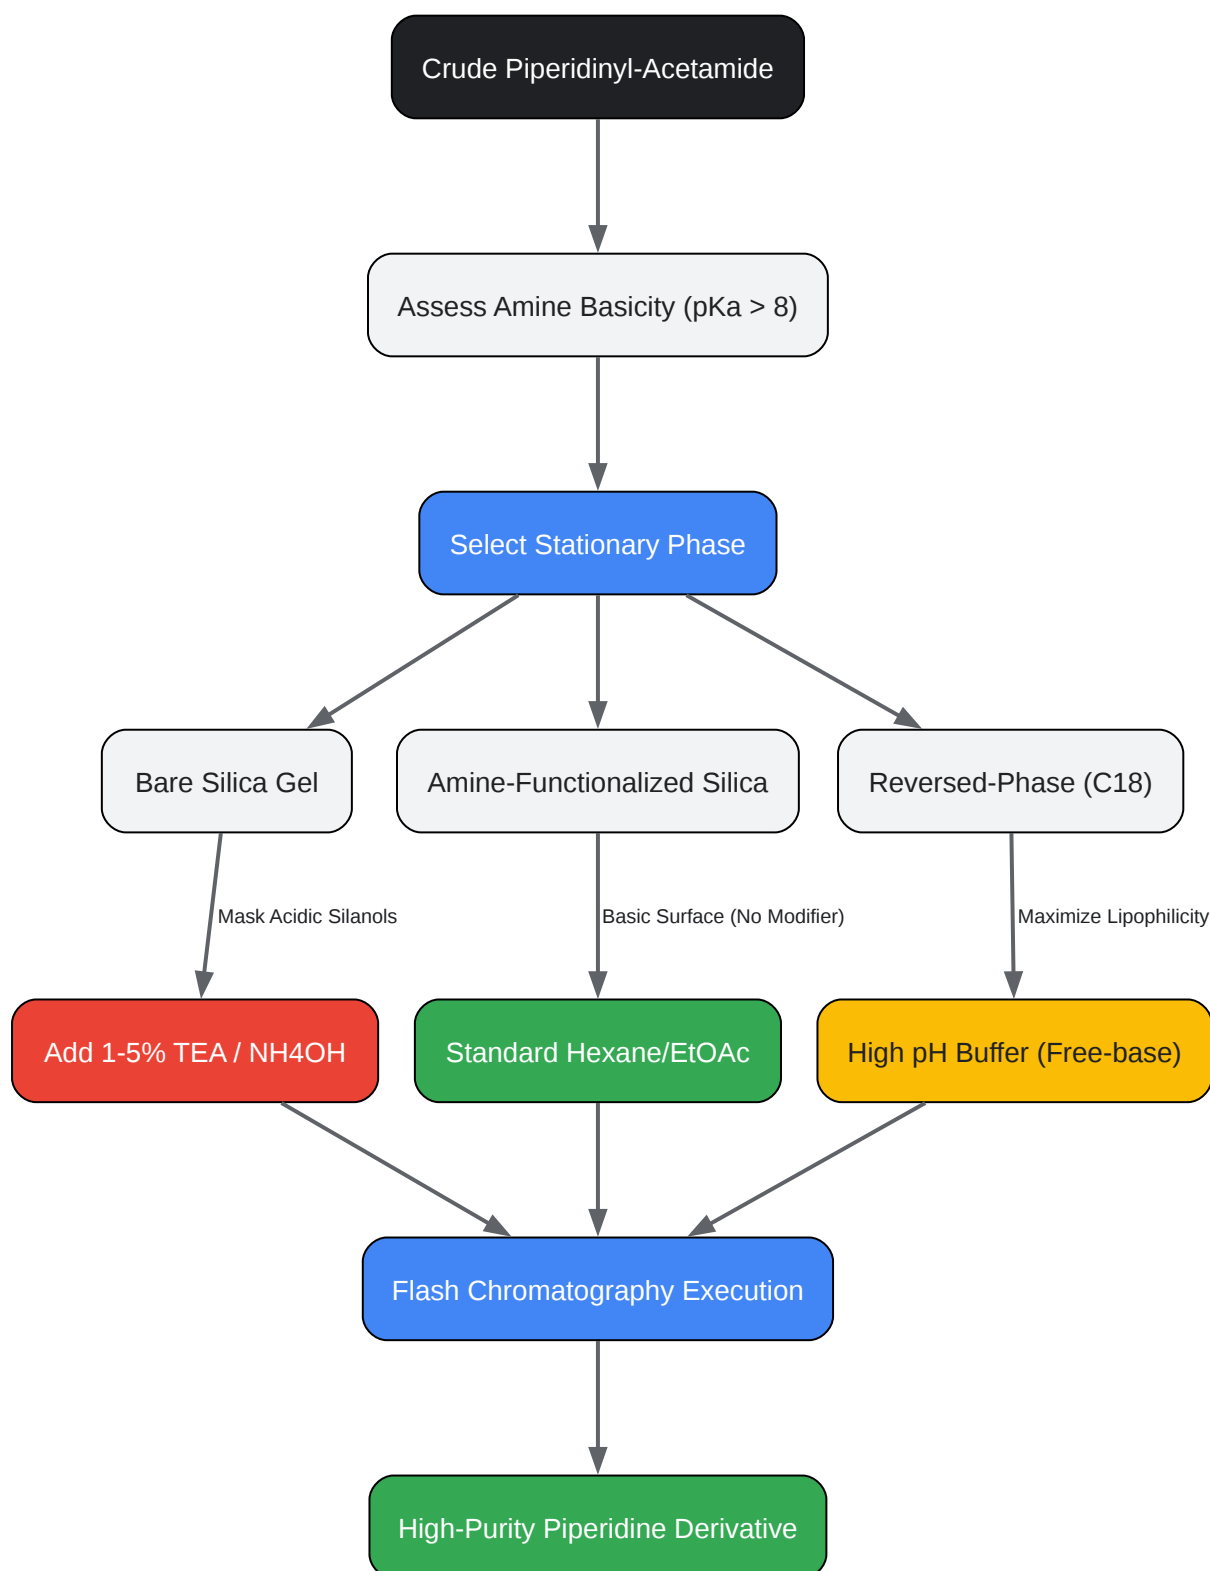 Crude Piperidinyl-Acetamide
Assess Amine Basicity (pKa > 8)
Select Stationary Phase
Bare Silica Gel
Amine-Functionalized Silica
Reversed-Phase (C18)
Mask Acidic Silanols
Basic Surface (No Modifier)
Maximize Lipophilicity
Add 1-5% TEA / NH4OH
Standard Hexane/EtOAc
High pH Buffer (Free-base)
Flash Chromatography Execution
High-Purity Piperidine Derivative